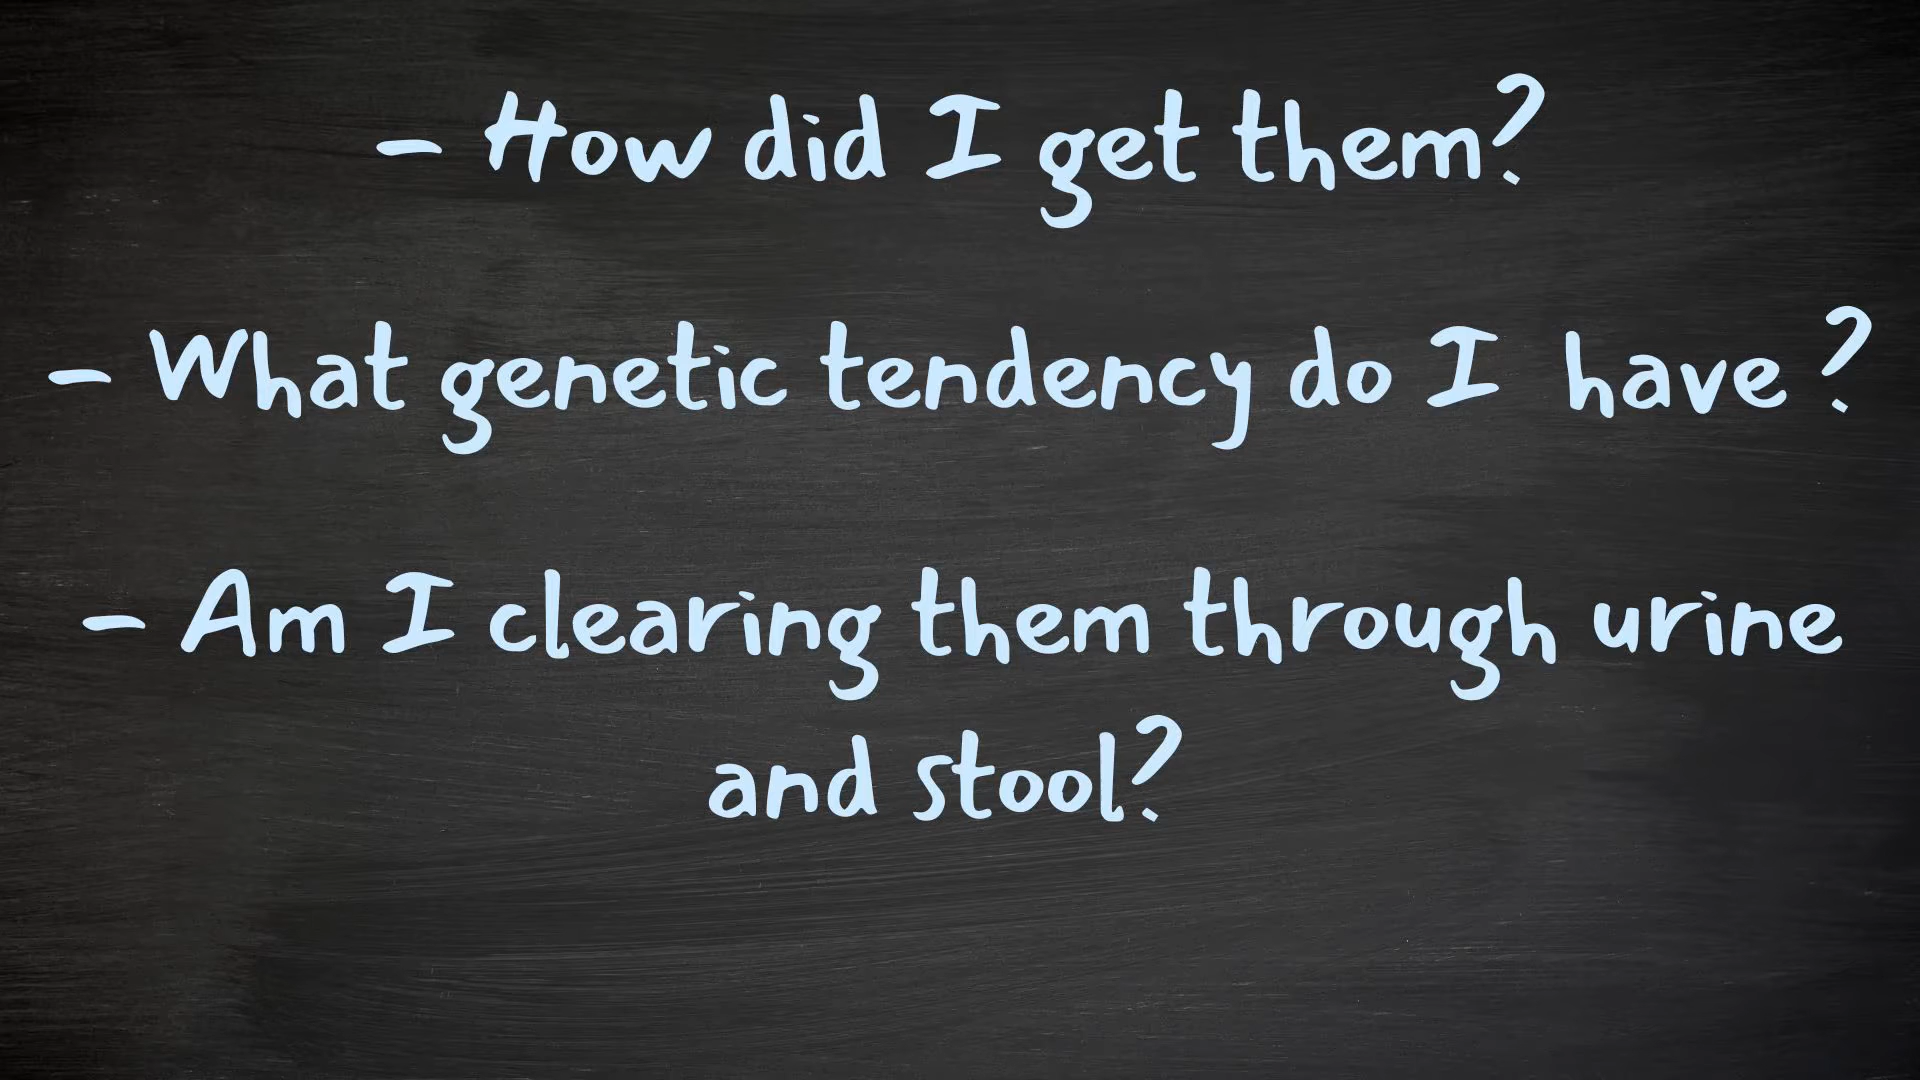 - How did I get them?
- What genetic tendency do I have?
- Am I clearing them through urine
and stool?